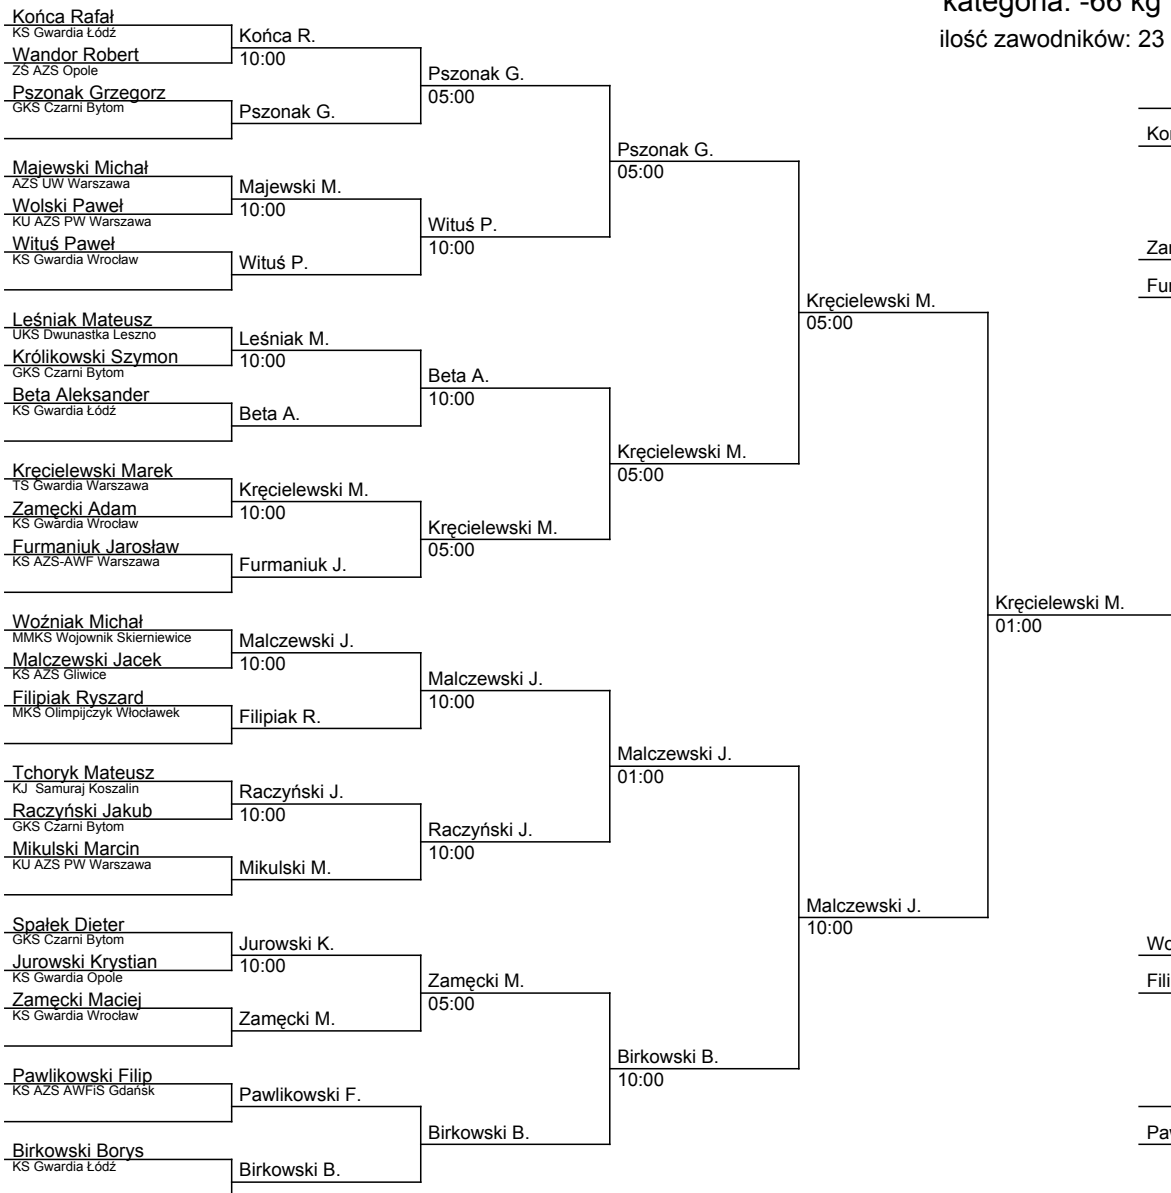 kategoria: -66 kg
ilość zawodników: 23
Końca Rafał
KS Gwardia Łódź
Wandor Robert
ZS AZS Opole
Pszonak Grzegorz
GKS Czarni Bytom
Majewski Michał
AZS UW Warszawa
Wolski Paweł
KU AZS PW Warszawa
Wituś Paweł
KS Gwardia Wrocław
Leśniak Mateusz
UKS Dwunastka Leszno
Królikowski Szymon
GKS Czarni Bytom
Beta Aleksander
KS Gwardia Łódź
Kręcielewski Marek
TS Gwardia Warszawa
Zamęcki Adam
KS Gwardia Wrocław
Furmaniuk Jarosław
KS AZS-AWF Warszawa
Woźniak Michał
MMKS Wojownik Skierniewice
Malczewski Jacek
KS AZS Gliwice
Filipiak Ryszard
MKS Olimpijczyk Włocławek
Tchoryk Mateusz
KJ Samuraj Koszalin
Raczyński Jakub
GKS Czarni Bytom
Mikulski Marcin
KU AZS PW Warszawa
Spałek Dieter
GKS Czarni Bytom
Jurowski Krystian
KS Gwardia Opole
Zamęcki Maciej
KS Gwardia Wrocław
Pawlikowski Filip
KS AZS AWFiS Gdańsk
Birkowski Borys
KS Gwardia Łódź
Końca R.
10:00
Pszonak G.
Majewski M.
10:00
Wituś P.
Leśniak M.
10:00
Beta A.
Kręcielewski M.
10:00
Furmaniuk J.
Malczewski J.
10:00
Filipiak R.
Raczyński J.
10:00
Mikulski M.
Jurowski K.
10:00
Zamęcki M.
Pawlikowski F.
Birkowski B.
Pszonak G.
05:00
Wituś P.
10:00
Beta A.
10:00
Kręcielewski M.
05:00
Malczewski J.
10:00
Raczyński J.
10:00
Zamęcki M.
05:00
Birkowski B.
Pszonak G.
05:00
Kręcielewski M.
05:00
Malczewski J.
01:00
Birkowski B.
10:00
Kręcielewski M.
05:00
Malczewski J.
10:00
Kręcielewski M.
01:00